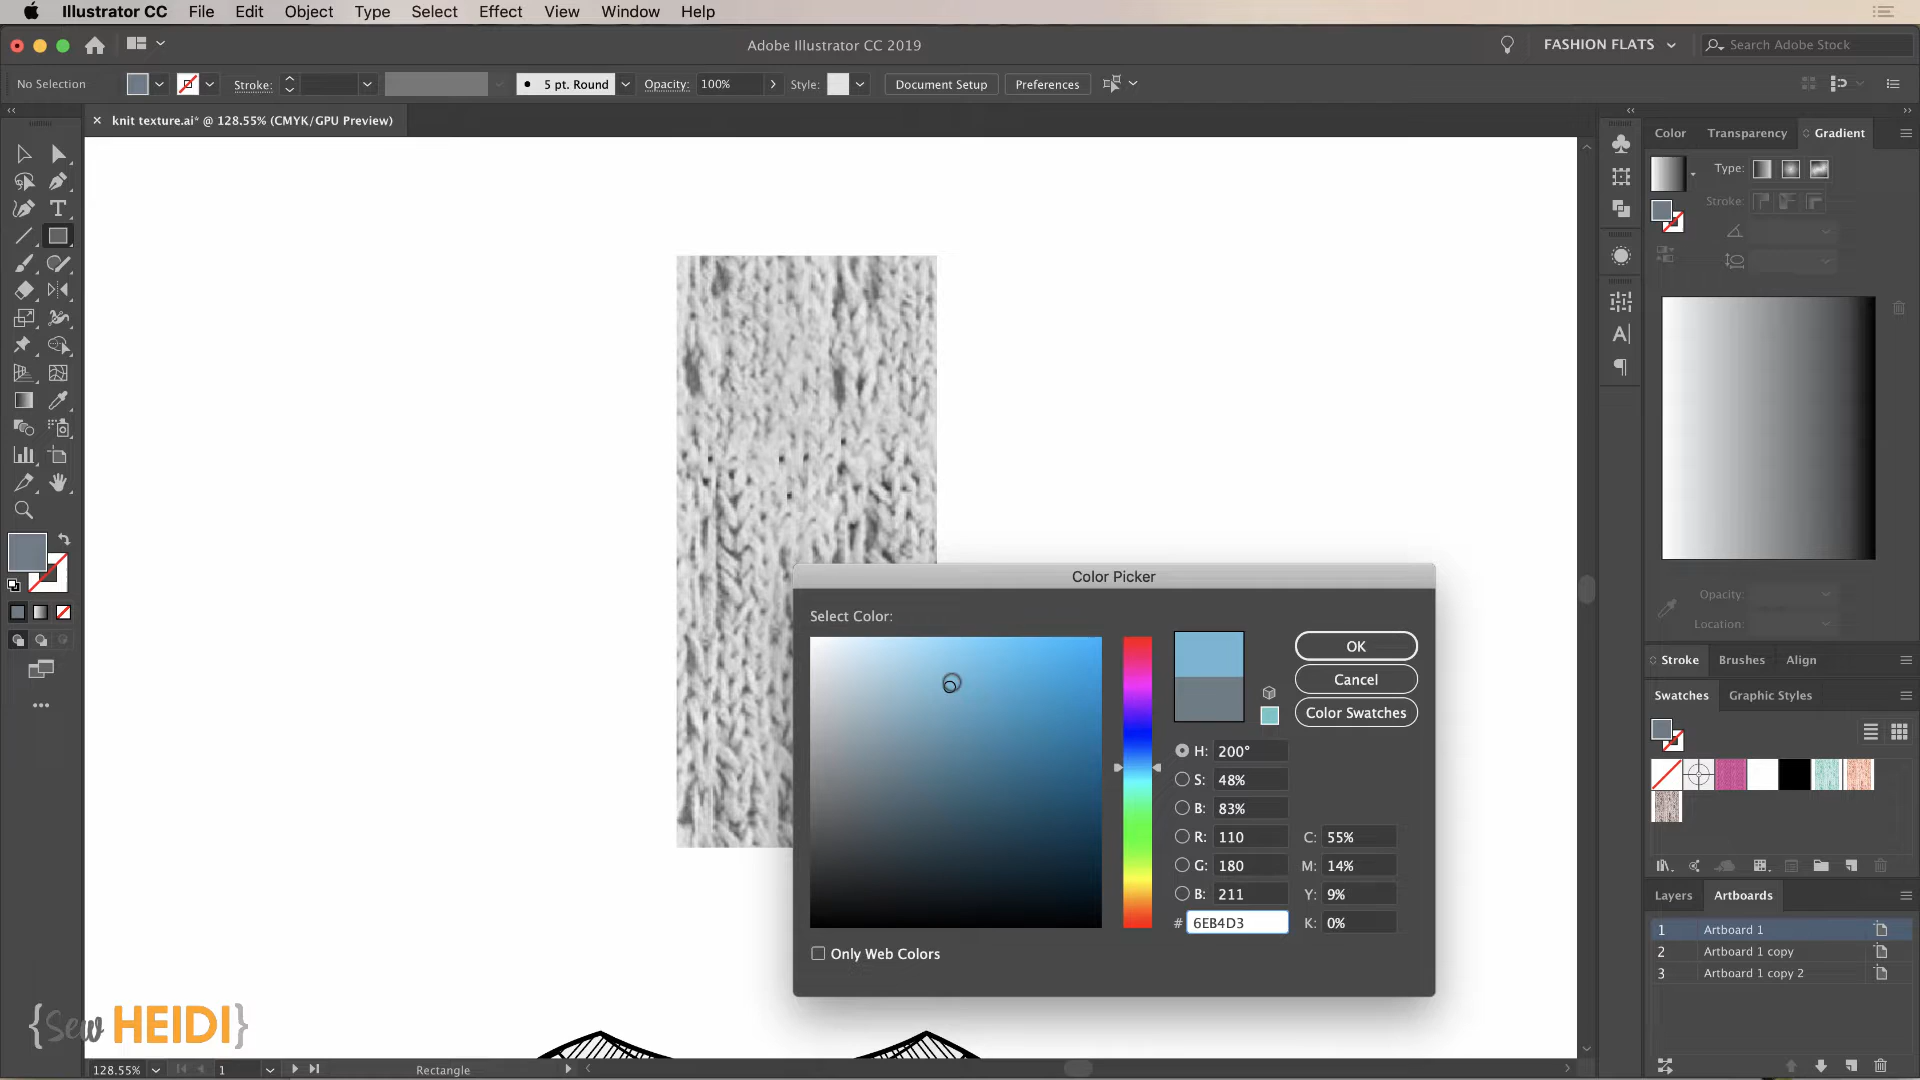 Illustrator CC File Edit Object Type Select Effect View Window Help
Adobe Illustrator CC 2019
FASHION FLATS
Search Adobe Stock
No Selection
Stroke:
5 pt. Round
Opacity: 100%
Style:
Document Setup
Preferences
knit texture.ai* @ 128.55% (CMYK/GPU Preview)
Color Transparency Gradient
Type:
Stroke:
Opacity:
Location:
Stroke Brushes Align
Swatches Graphic Styles
Layers Artboards
1 Artboard 1
2 Artboard 1 copy
3 Artboard 1 copy 2
Color Picker
Select Color:
OK
Cancel
Color Swatches
H: 200°
S: 48%
B: 83%
R: 110 C: 55%
G: 180 M: 14%
B: 211 Y: 9%
# 6EB4D3 K: 0%
Only Web Colors
{Sew HEIDI}
128.55% 1 Rectangle